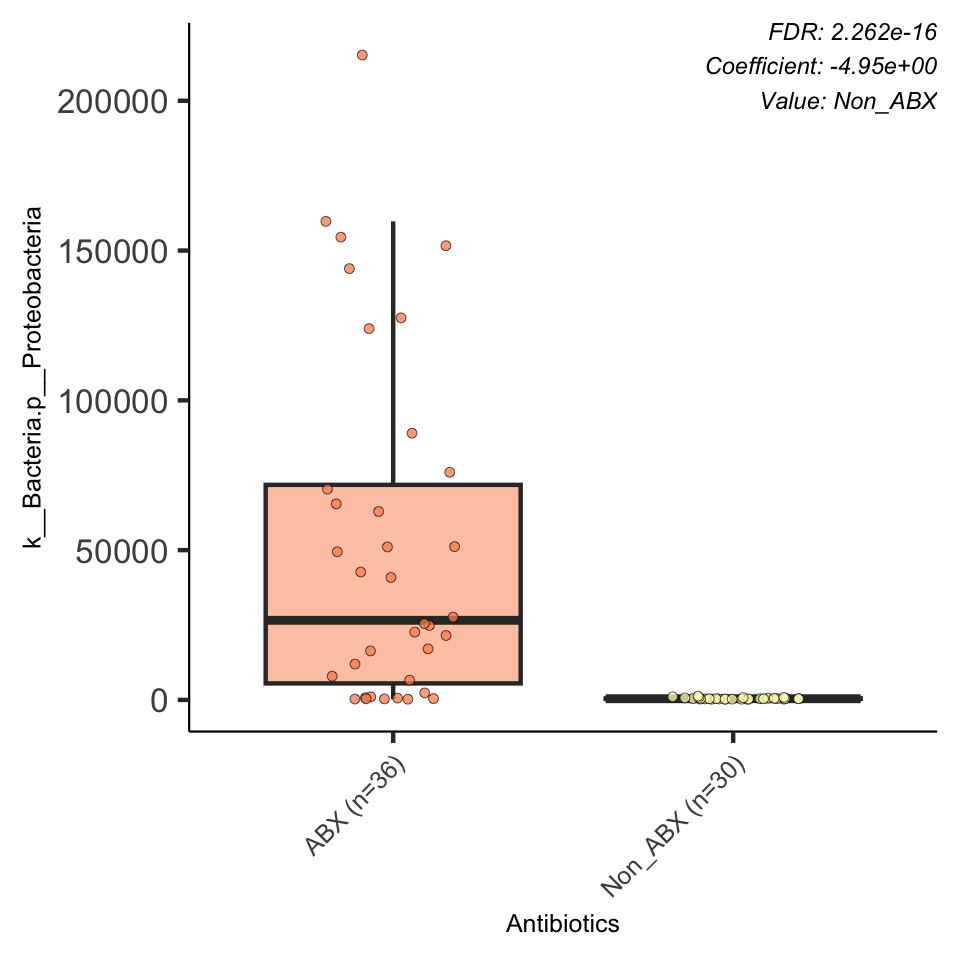 FDR: 2.262e-16
Coefficient: -4.95e+00
Value: Non_ABX
k__Bacteria.p__Proteobacteria
200000
150000
100000
50000
0
ABX (n=36)
Non_ABX (n=30)
Antibiotics